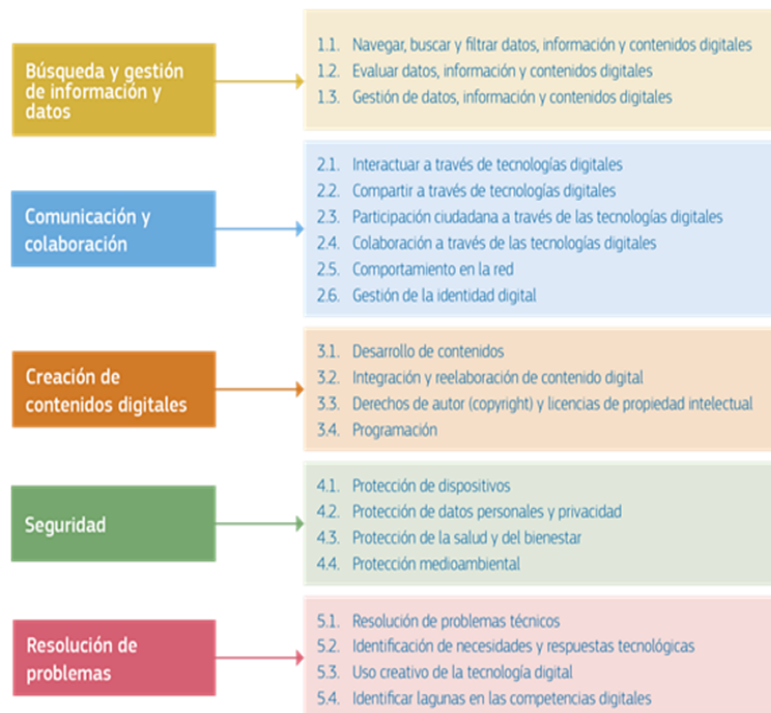 Búsqueda y gestión
de información y
datos
1.1. Navegar, buscar y filtrar datos, información y contenidos digitales
1.2. Evaluar datos, información y contenidos digitales
1.3. Gestión de datos, información y contenidos digitales
Comunicación y
colaboración
2.1. Interactuar a través de tecnologías digitales
2.2. Compartir a través de tecnologías digitales
2.3. Participación ciudadana a través de las tecnologías digitales
2.4. Colaboración a través de las tecnologías digitales
2.5. Comportamiento en la red
2.6. Gestión de la identidad digital
Creación de
contenidos digitales
3.1. Desarrollo de contenidos
3.2. Integración y reelaboración de contenido digital
3.3. Derechos de autor (copyright) y licencias de propiedad intelectual
3.4. Programación
Seguridad
4.1. Protección de dispositivos
4.2. Protección de datos personales y privacidad
4.3. Protección de la salud y del bienestar
4.4. Protección medioambiental
Resolución de
problemas
5.1. Resolución de problemas técnicos
5.2. Identificación de necesidades y respuestas tecnológicas
5.3. Uso creativo de la tecnología digital
5.4. Identificar lagunas en las competencias digitales